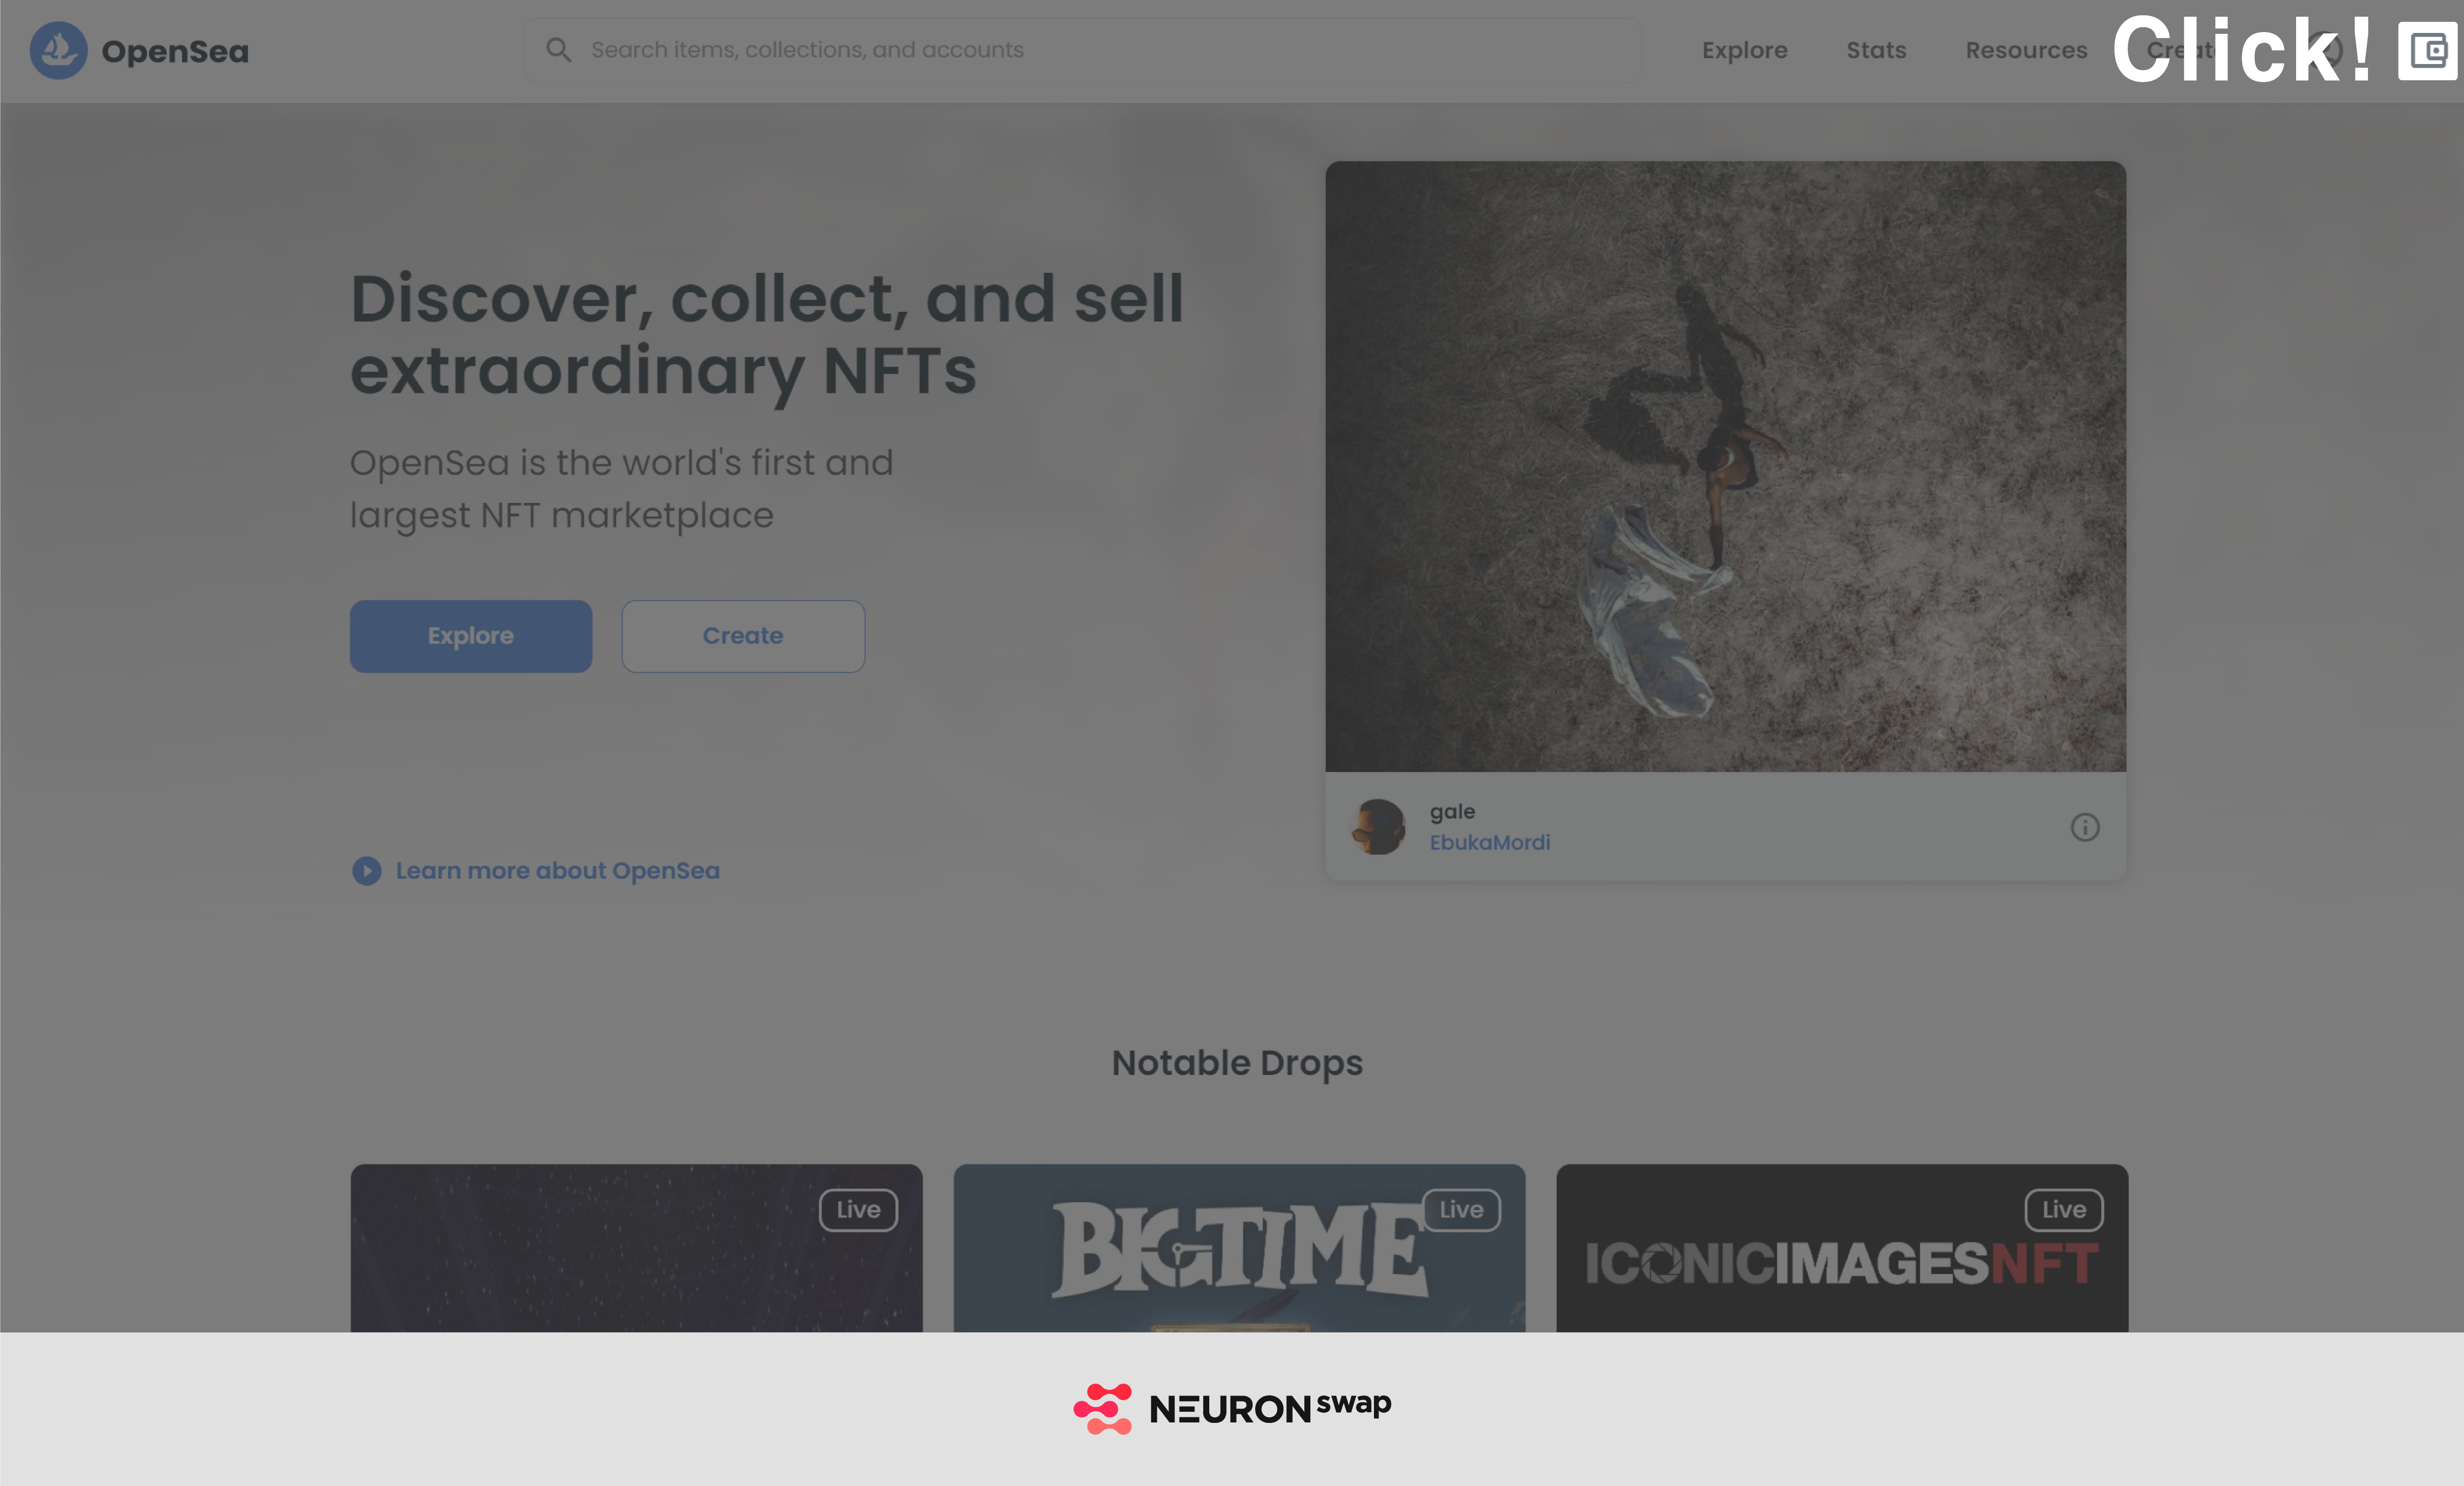 OpenSea
Search items, collections, and accounts
Explore
Stats
Resources
Create
Click!
Discover, collect, and sell
extraordinary NFTs
OpenSea is the world's first and
largest NFT marketplace
Explore
Create
gale
EbukaMordi
Learn more about OpenSea
Notable Drops
Live
BIGTIME
Live
Live
ICONICIMAGESNFT
NEURON swap